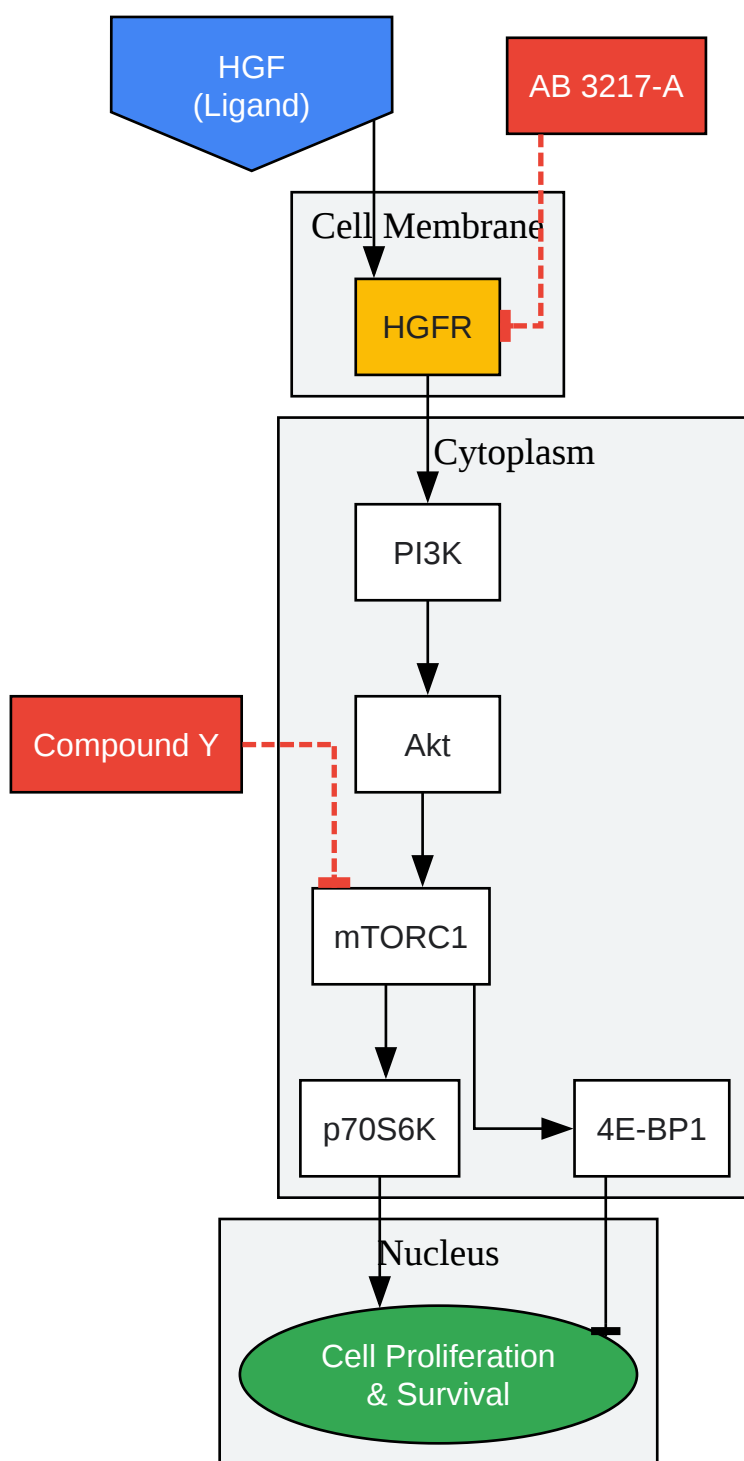 HGF
(Ligand)
AB 3217-A
Cell Membrane
HGFR
Cytoplasm
PI3K
Compound Y
Akt
mTORC1
p70S6K
4E-BP1
Nucleus
Cell Proliferation
& Survival